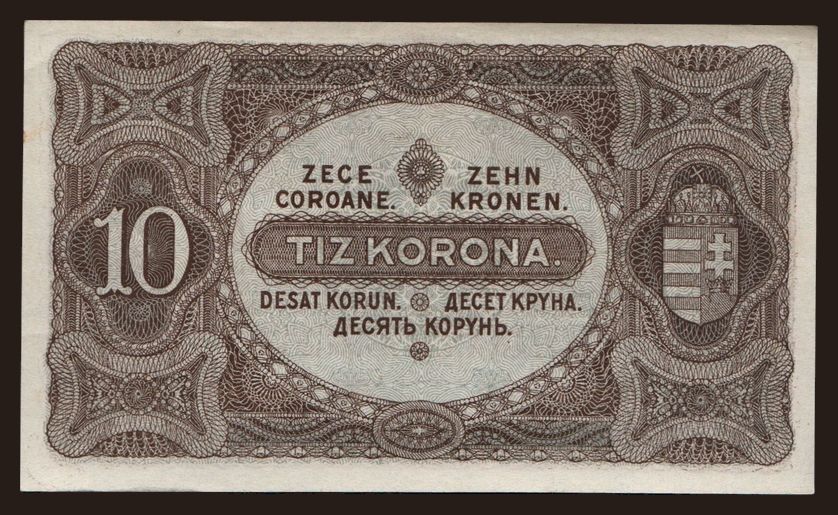 ZECE ZEHN
COROANE. KRONEN.
10
TIZ KORONA.
DESAT KORUN. ДЕСЕТ КРУНА.
ДЕСЯТЬ КОРУНЬ.